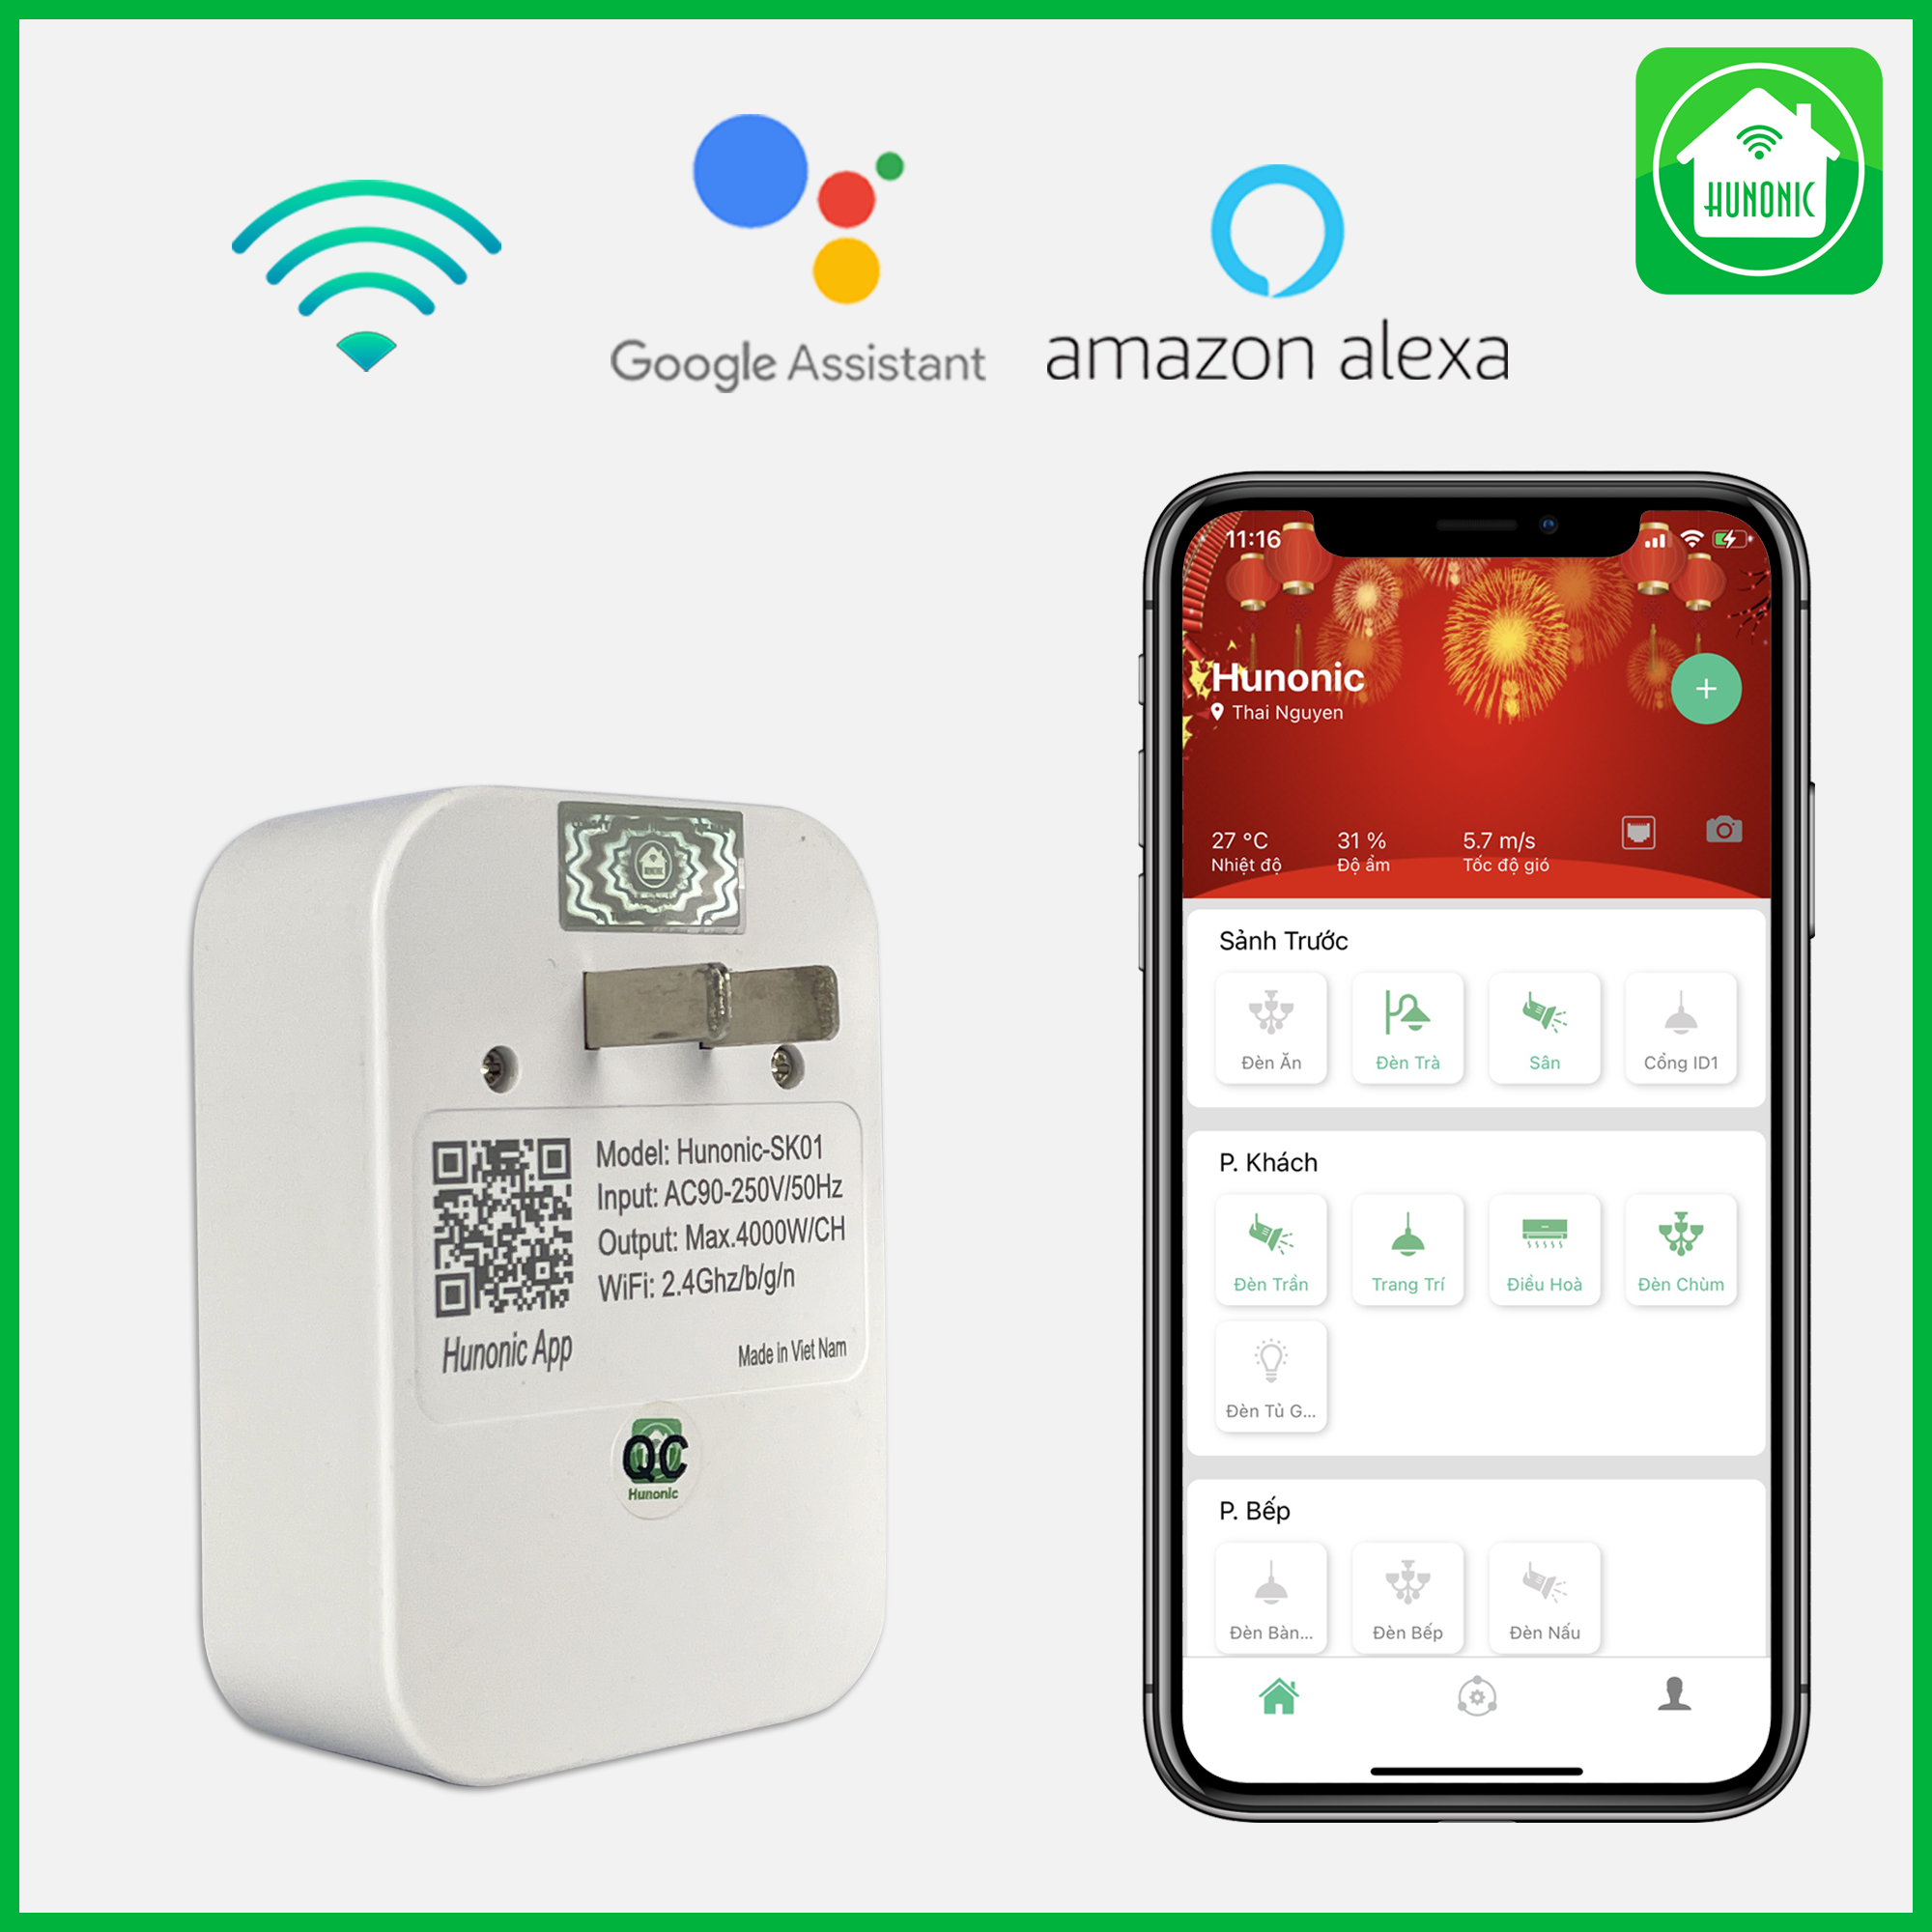 Google Assistant
amazon alexa
HUNONIC
11:16
Hunonic
Thai Nguyen
27 °C
31 %
5.7 m/s
Nhiệt độ
Độ ẩm
Tốc độ gió
Sảnh Trước
Đèn Ăn
Đèn Trà
Sân
Cổng ID1
P. Khách
Đèn Trần
Trang Trí
Điều Hoà
Đèn Chùm
Đèn Tủ G...
P. Bếp
Đèn Bàn...
Đèn Bếp
Đèn Nấu
HUNONIC
Model: Hunonic-SK01
Input: AC90-250V/50Hz
Output: Max.4000W/CH
WiFi: 2.4Ghz/b/g/n
Hunonic App
Made in Viet Nam
QC
Hunonic